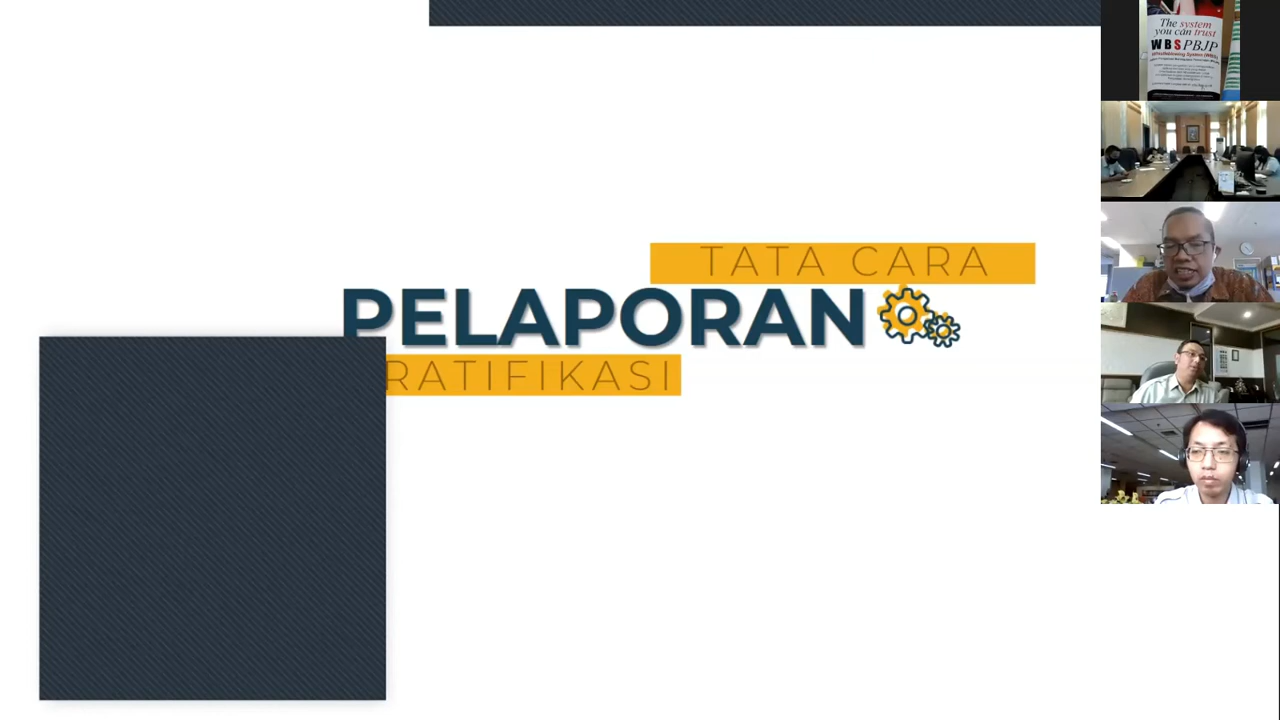 TATA CARA
PELAPORAN
RATIFIKASI
The system
you can trust
WBS PBJP